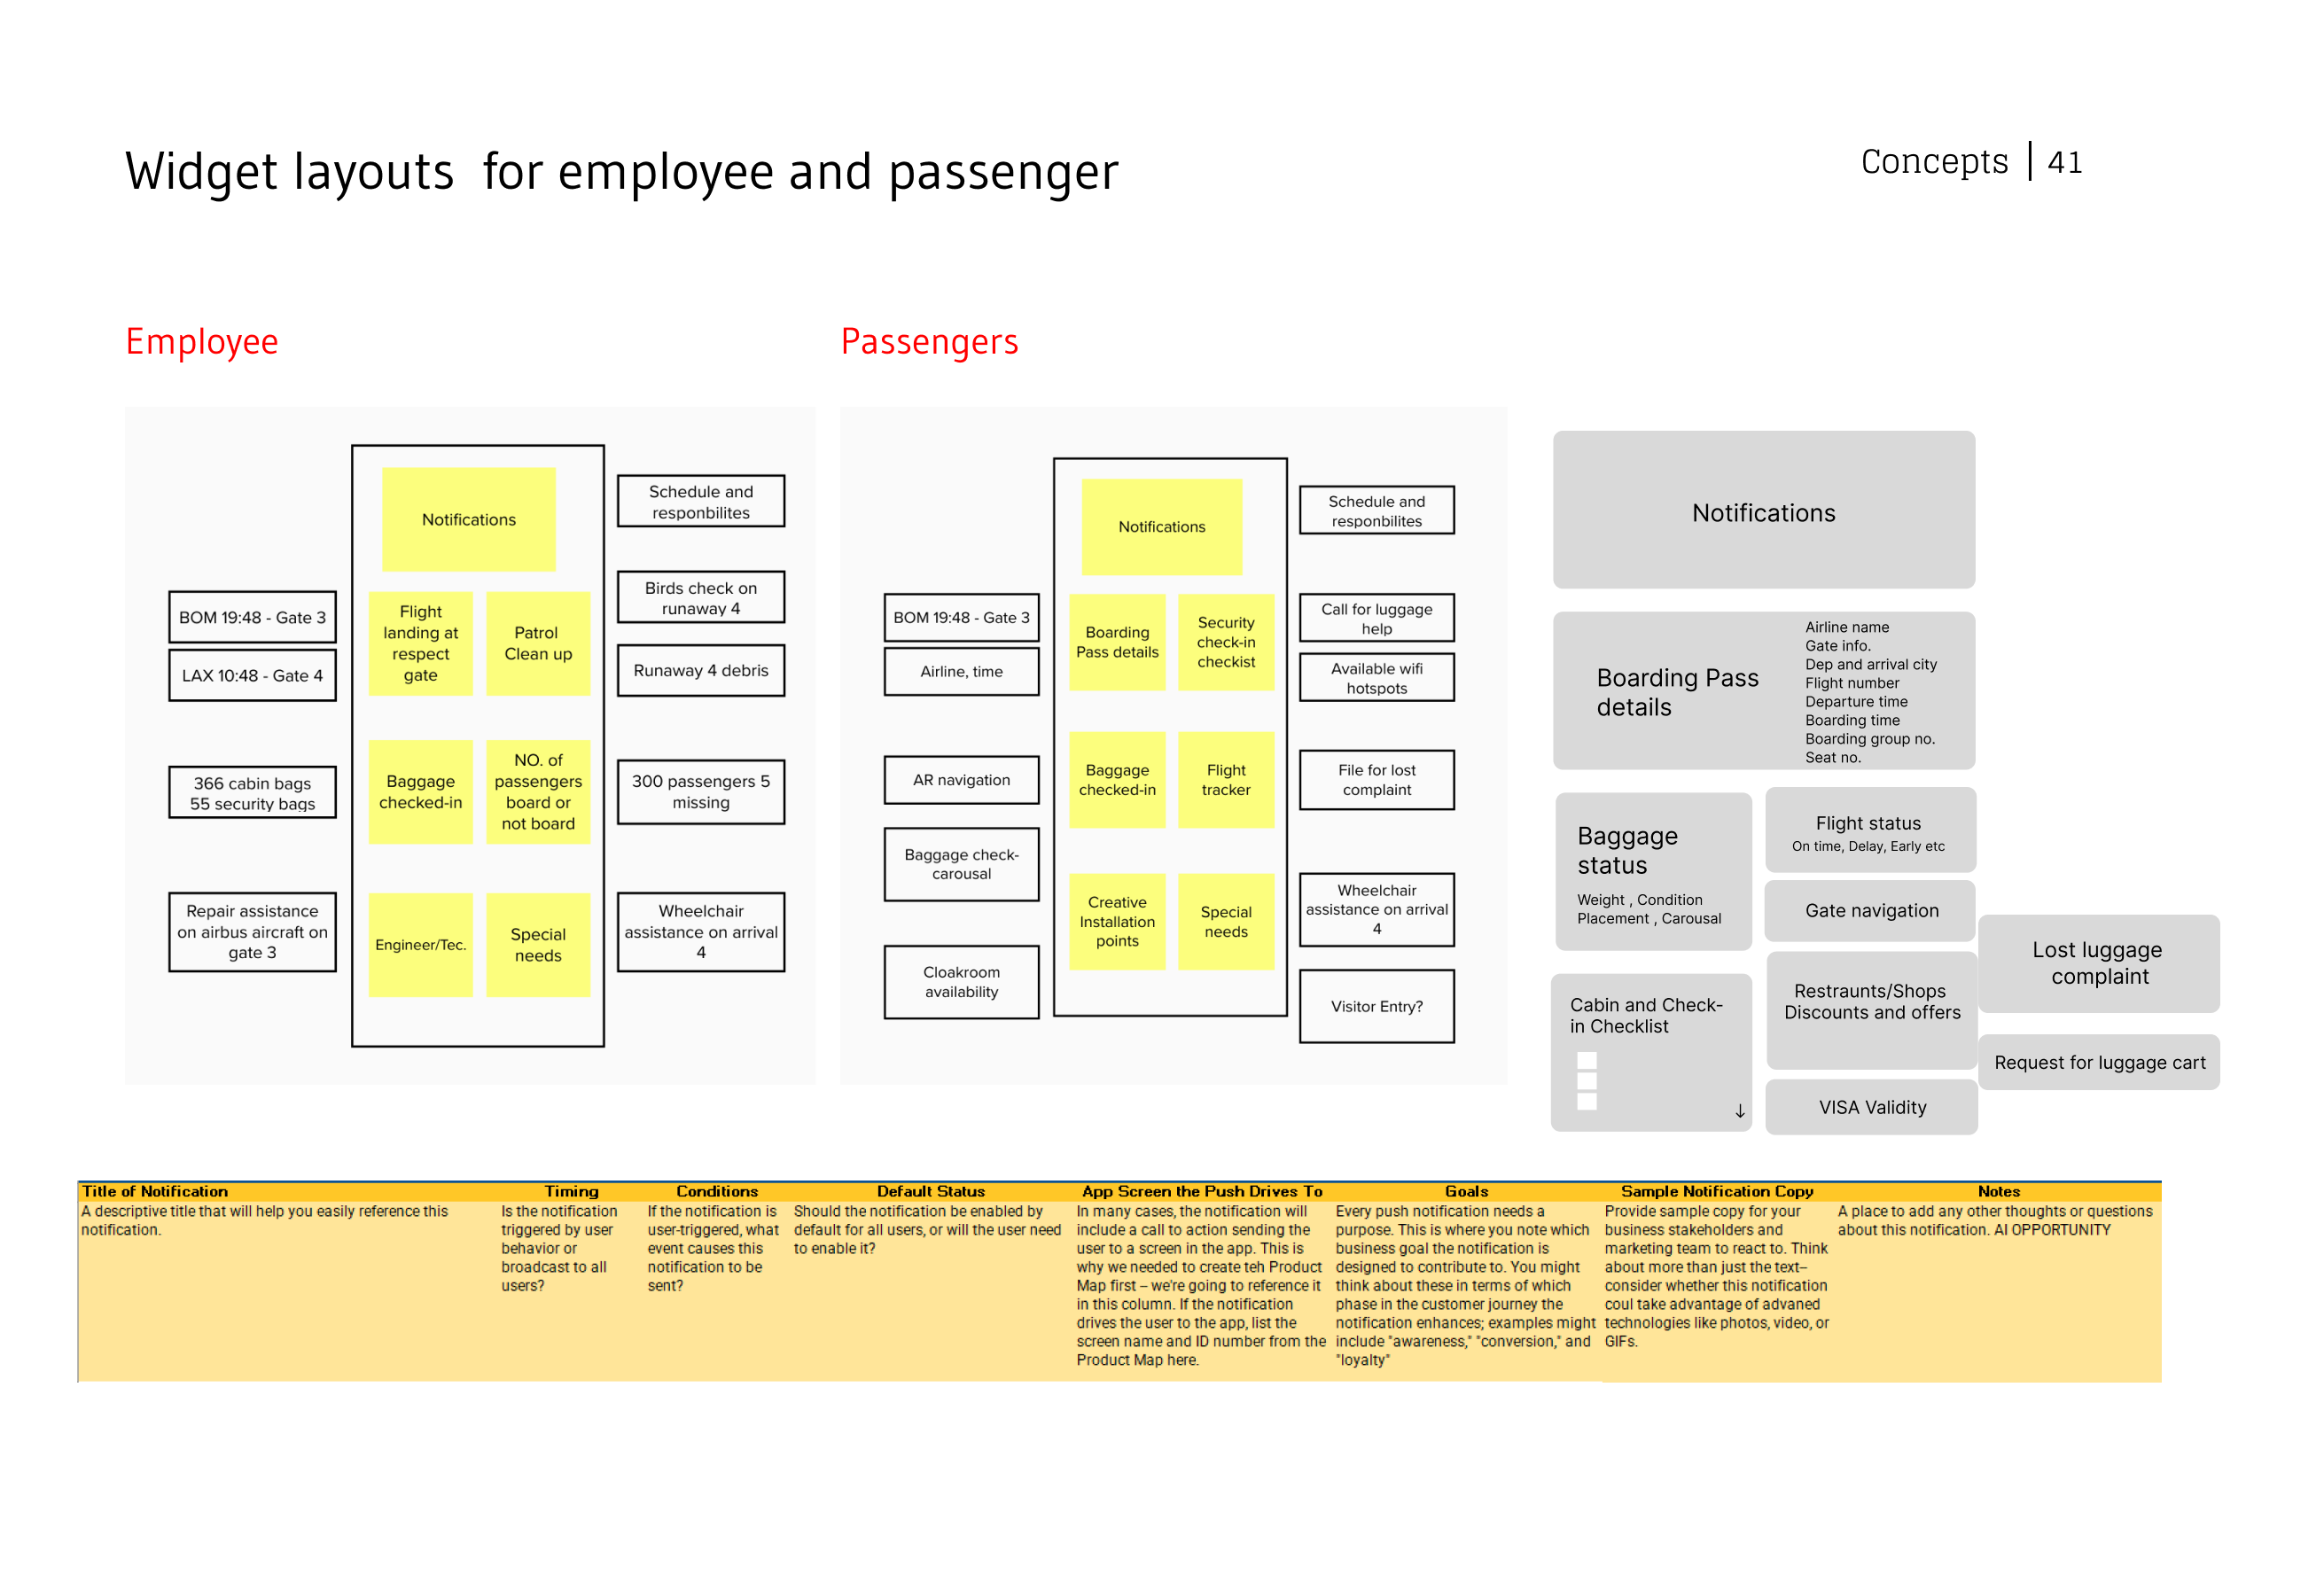 Widget layouts for employee and passenger
Concepts | 41
Employee
Notifications
Schedule and
responbilites
BOM 19:48 - Gate 3
LAX 10:48 - Gate 4
Flight
landing at
respect
gate
Patrol
Clean up
Birds check on
runaway 4
Runaway 4 debris
366 cabin bags
55 security bags
Baggage
checked-in
NO. of
passengers
board or
not board
300 passengers 5
missing
Repair assistance
on airbus aircraft on
gate 3
Engineer/Tec.
Special
needs
Wheelchair
assistance on arrival
4
Passengers
Notifications
Schedule and
responbilites
BOM 19:48 - Gate 3
Airline, time
Boarding
Pass details
Security
check-in
checkist
Call for luggage
help
Available wifi
hotspots
AR navigation
Baggage check-
carousal
Baggage
checked-in
Flight
tracker
File for lost
complaint
Cloakroom
availability
Creative
Installation
points
Special
needs
Wheelchair
assistance on arrival
4
Visitor Entry?
Notifications
Boarding Pass
details
Airline name
Gate info.
Dep and arrival city
Flight number
Departure time
Boarding time
Boarding group no.
Seat no.
Baggage
status
Weight , Condition
Placement , Carousal
Flight status
On time, Delay, Early etc
Gate navigation
Cabin and Check-
in Checklist
↓
Restraunts/Shops
Discounts and offers
VISA Validity
Lost luggage
complaint
Request for luggage cart
Title of Notification
A descriptive title that will help you easily reference this
notification.
Timing
Is the notification
triggered by user
behavior or
broadcast to all
users?
Conditions
If the notification is
user-triggered, what
event causes this
notification to be
sent?
Default Status
Should the notification be enabled by
default for all users, or will the user need
to enable it?
App Screen the Push Drives To
In many cases, the notification will
include a call to action sending the
user to a screen in the app. This is
why we needed to create teh Product
Map first -- we're going to reference it
in this column. If the notification
drives the user to the app, list the
screen name and ID number from the
Product Map here.
Goals
Every push notification needs a
purpose. This is where you note which
business goal the notification is
designed to contribute to. You might
think about these in terms of which
phase in the customer journey the
notification enhances; examples might
include "awareness," "conversion," and
"loyalty"
Sample Notification Copy
Provide sample copy for your
business stakeholders and
marketing team to react to. Think
about more than just the text--
consider whether this notification
coul take advantage of advaned
technologies like photos, video, or
GIFs.
Notes
A place to add any other thoughts or questions
about this notification. AI OPPORTUNITY